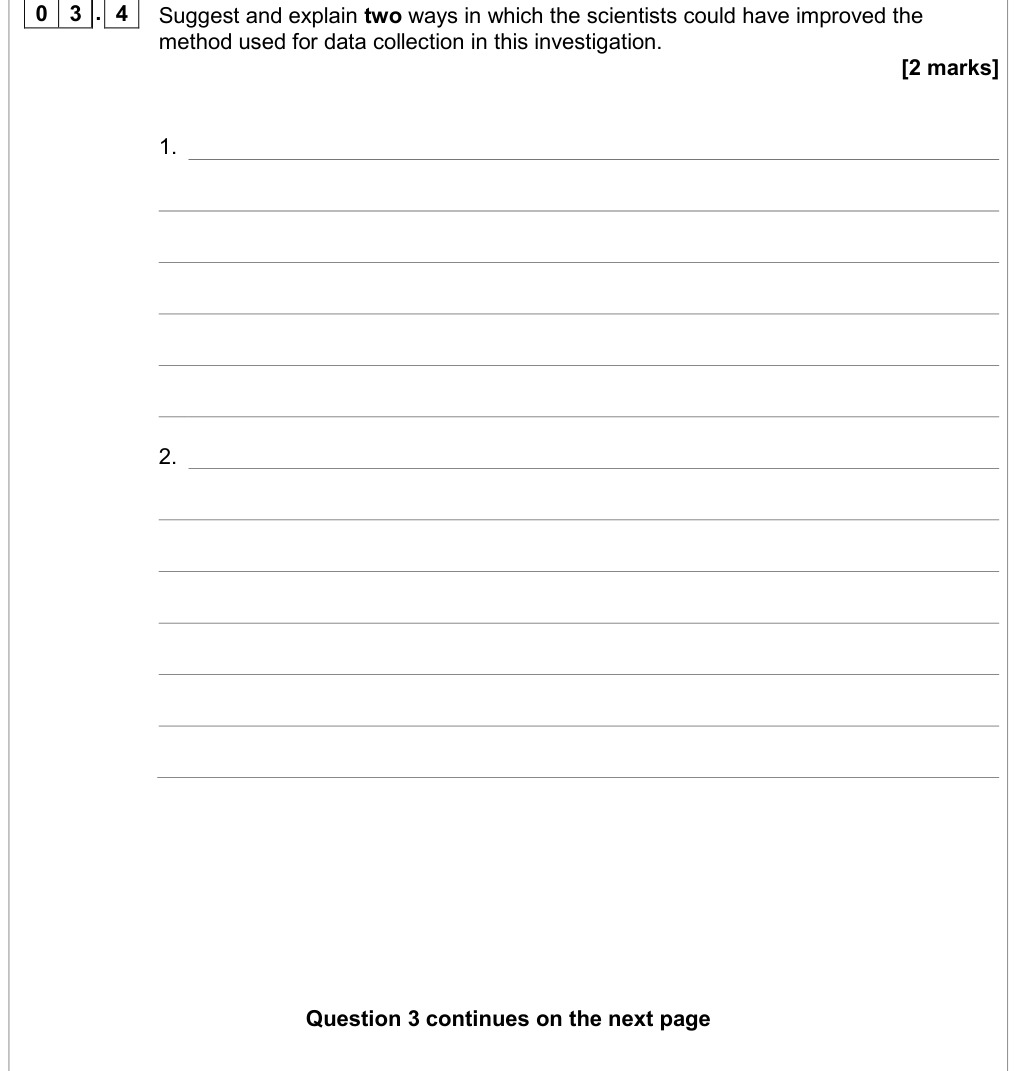 0 3 . 4 Suggest and explain two ways in which the scientists could have improved the
method used for data collection in this investigation.
[2 marks]
1.
2.
Question 3 continues on the next page